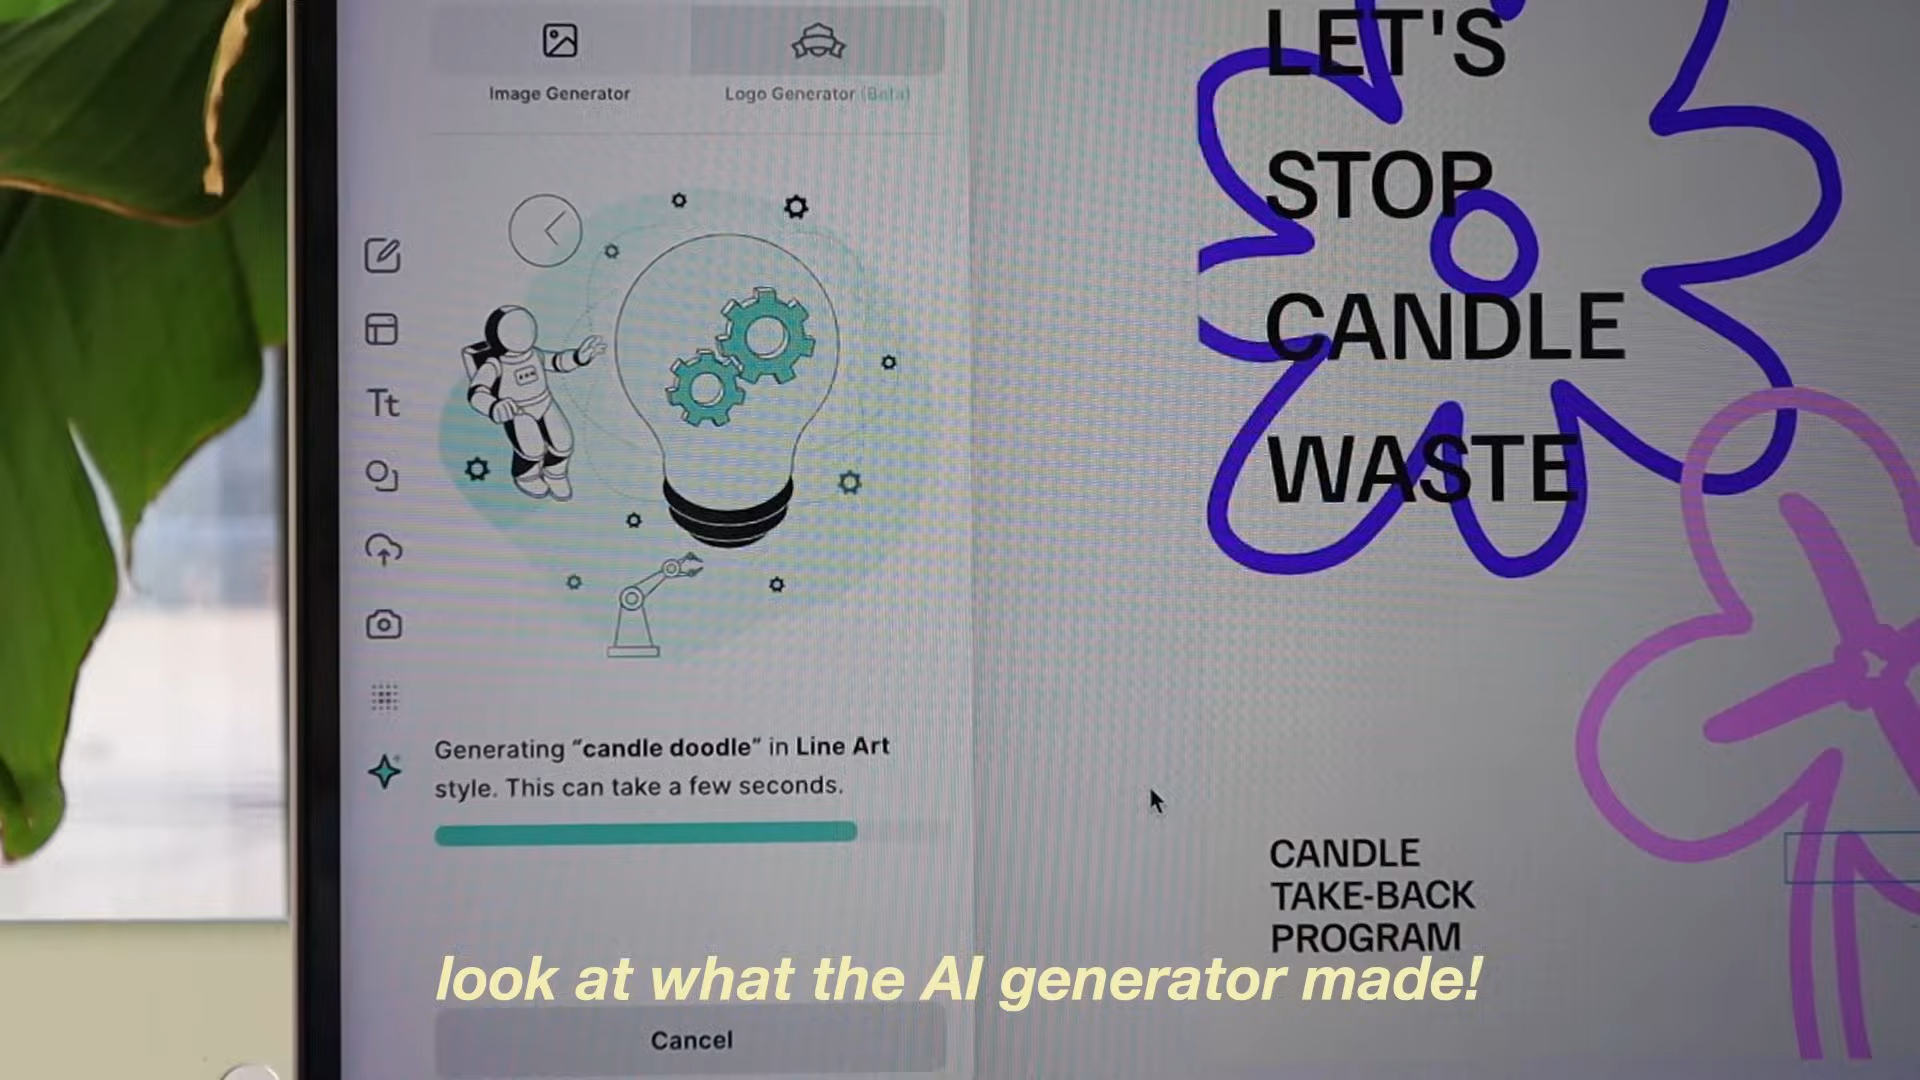 Image Generator
Logo Generator (Beta)
Tt
Generating “candle doodle” in Line Art
style. This can take a few seconds.
Cancel
LET'S
STOP
CANDLE
WASTE
CANDLE
TAKE-BACK
PROGRAM
look at what the AI generator made!